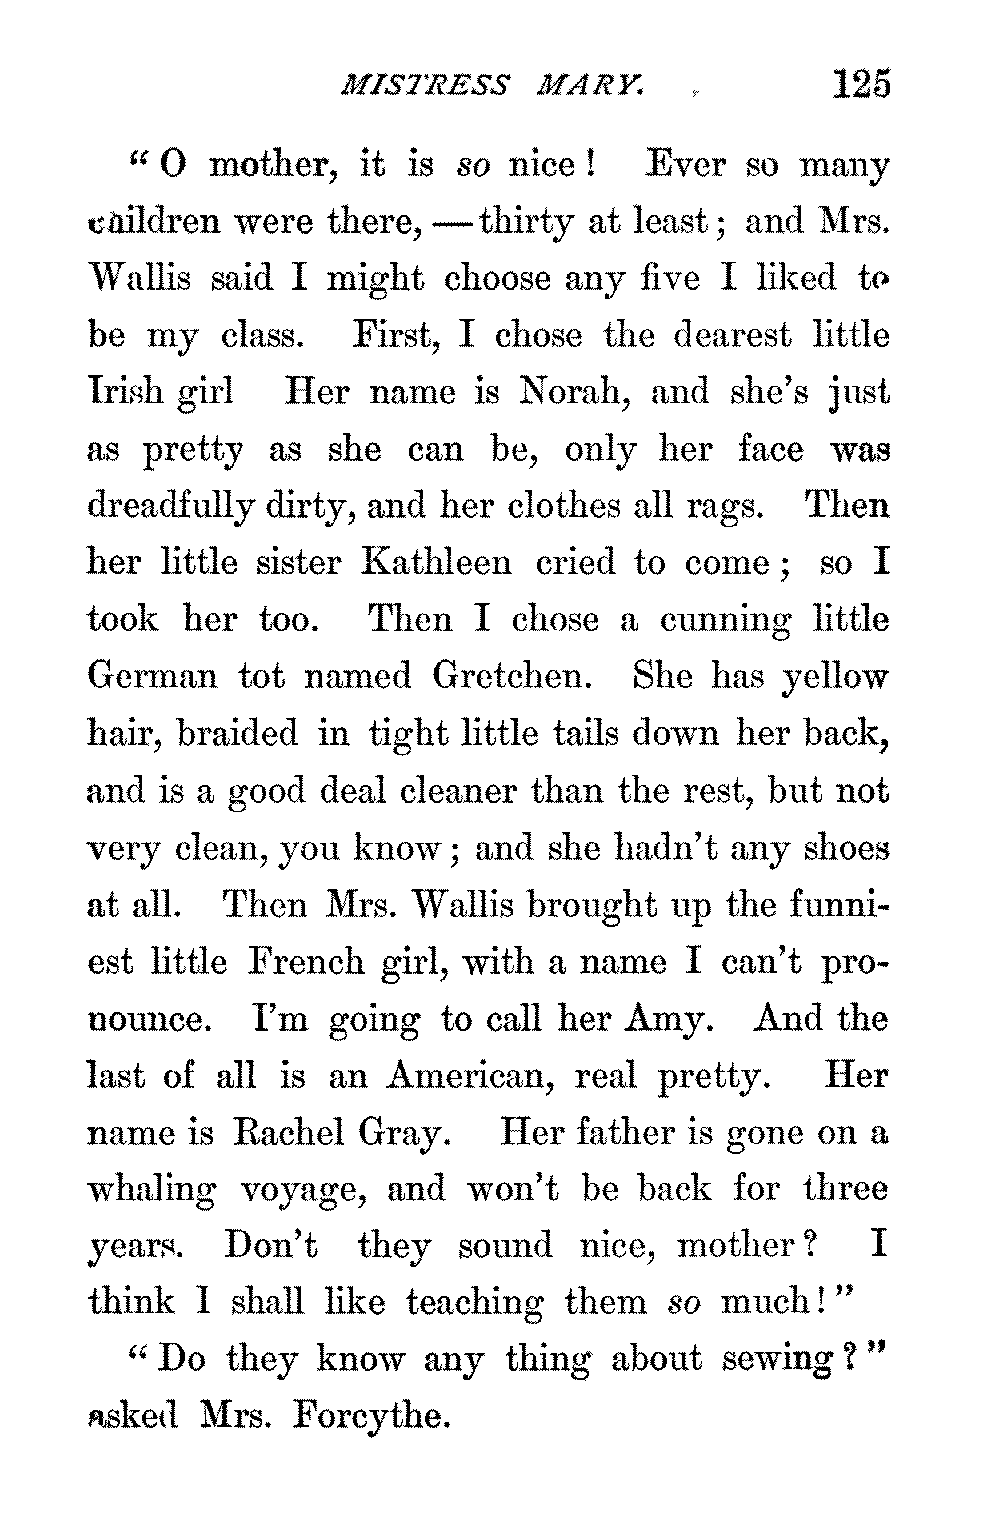 MISTRESS MARY. 125
"O mother, it is so nice! Ever so many
children were there,—thirty at least; and Mrs.
Wallis said I might choose any five I liked to
be my class. First, I chose the dearest little
Irish girl Her name is Norah, and she's just
as pretty as she can be, only her face was
dreadfully dirty, and her clothes all rags. Then
her little sister Kathleen cried to come; so I
took her too. Then I chose a cunning little
German tot named Gretchen. She has yellow
hair, braided in tight little tails down her back,
and is a good deal cleaner than the rest, but not
very clean, you know; and she hadn't any shoes
at all. Then Mrs. Wallis brought up the funni-
est little French girl, with a name I can't pro-
nounce. I'm going to call her Amy. And the
last of all is an American, real pretty. Her
name is Rachel Gray. Her father is gone on a
whaling voyage, and won't be back for three
years. Don't they sound nice, mother? I
think I shall like teaching them so much!"
"Do they know any thing about sewing?"
asked Mrs. Forcythe.